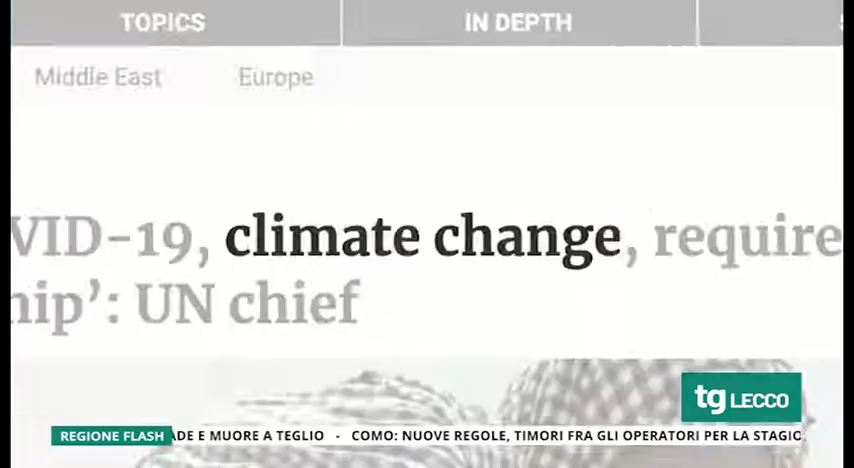 TOPICS IN DEPTH
Middle East Europe
VID-19, climate change, require
hip’: UN chief
tg LECCO
REGIONE FLASH ADE E MUORE A TEGLIO - COMO: NUOVE REGOLE, TIMORI FRA GLI OPERATORI PER LA STAGIO